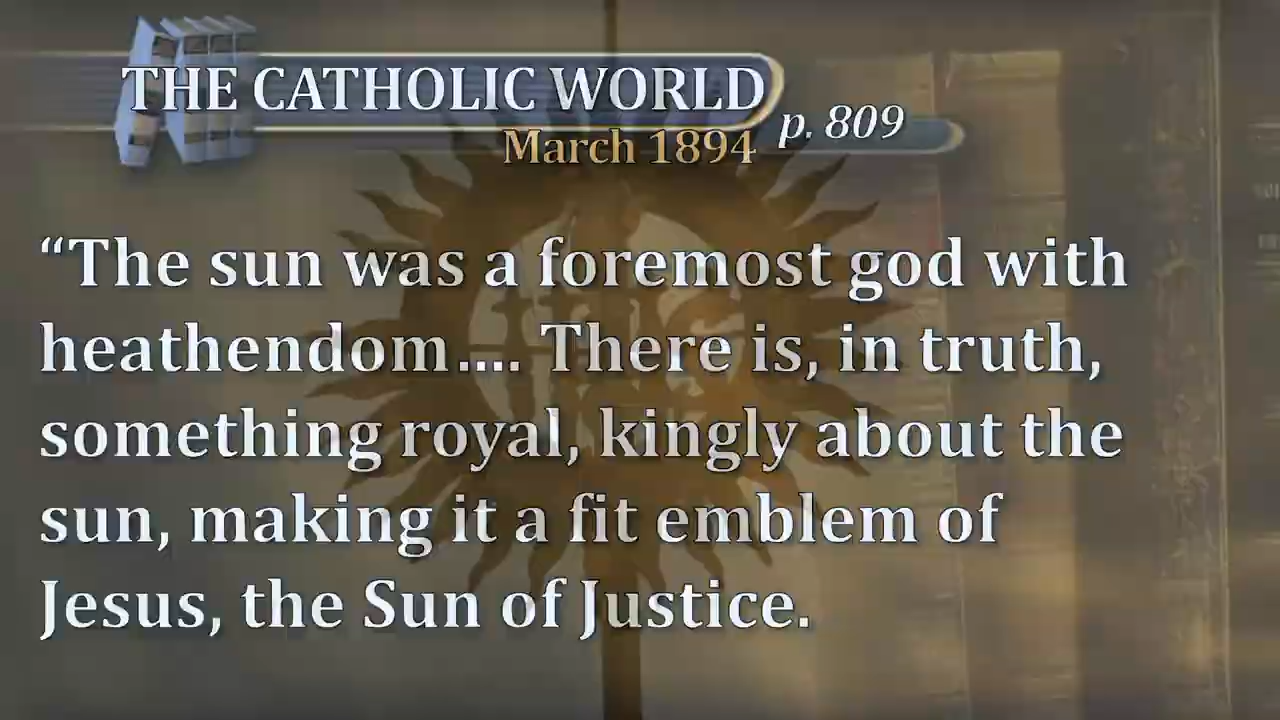 THE CATHOLIC WORLD
p. 809
March 1894
“The sun was a foremost god with
heathendom.... There is, in truth,
something royal, kingly about the
sun, making it a fit emblem of
Jesus, the Sun of Justice.